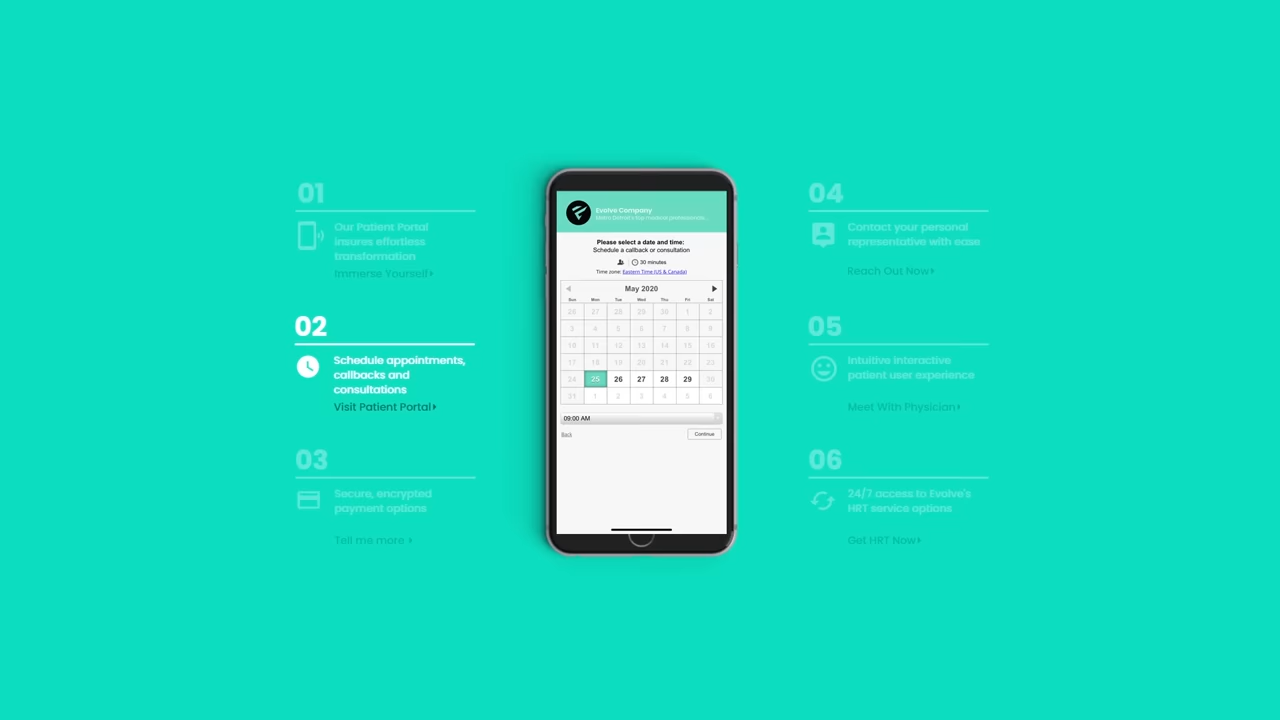 01
Our Patient Portal
insures effortless
transformation
Immerse Yourself
02
Schedule appointments,
callbacks and
consultations
Visit Patient Portal
03
Secure, encrypted
payment options
Tell me more
Evolve Company
Metro Detroit's top medical professionals...
Please select a date and time:
Schedule a callback or consultation
30 minutes
Time zone: Eastern Time (US & Canada)
May 2020
Sun Mon Tue Wed Thu Fri Sat
26 27 28 29 30 1 2
3 4 5 6 7 8 9
10 11 12 13 14 15 16
17 18 19 20 21 22 23
24 25 26 27 28 29 30
31 1 2 3 4 5 6
09:00 AM
Back Continue
04
Contact your personal
representative with ease
Reach Out Now
05
Intuitive interactive
patient user experience
Meet With Physician
06
24/7 access to Evolve's
HRT service options
Get HRT Now